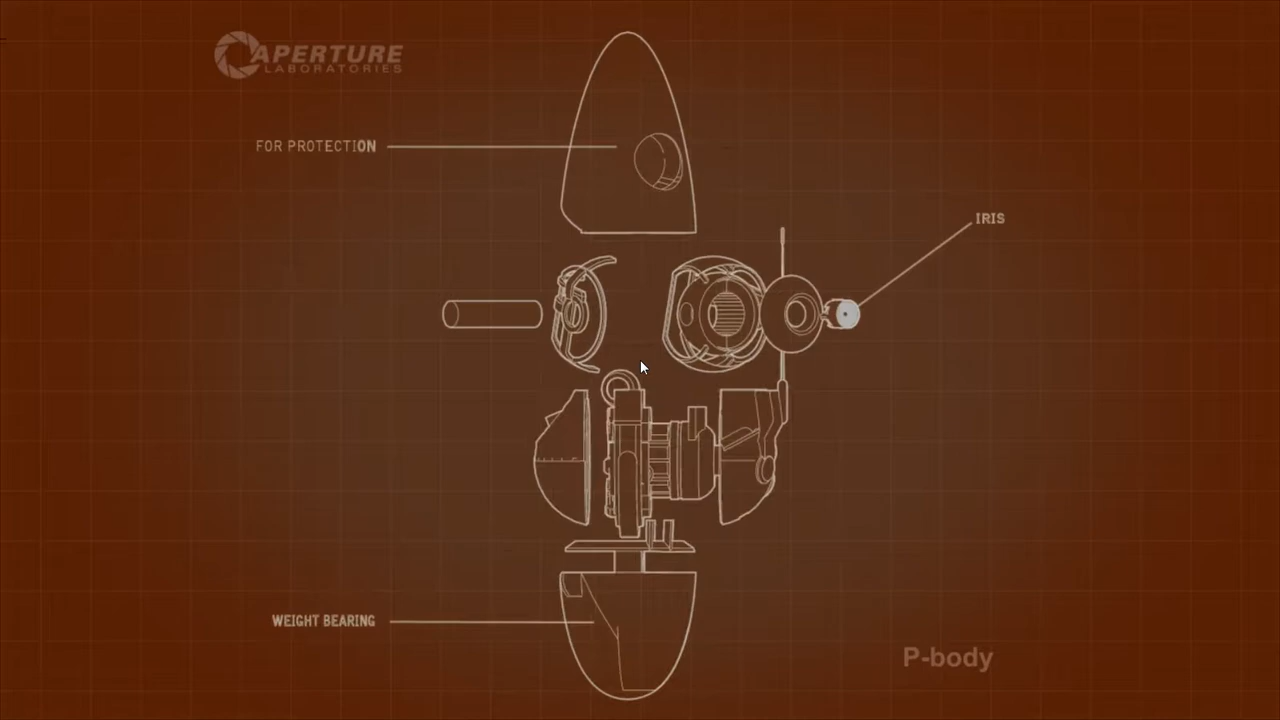 APERTURE
LABORATORIES
FOR PROTECTION
IRIS
WEIGHT BEARING
P-body